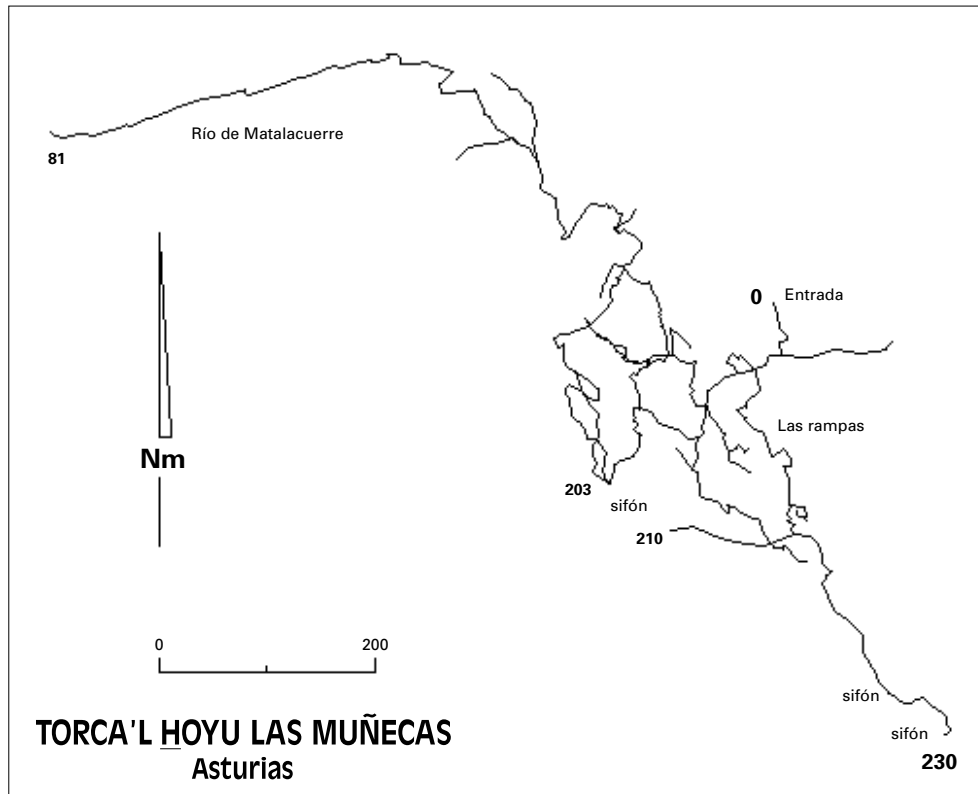 Río de Matalacuerre
81
0
Entrada
Nm
Las rampas
203
sifón
210
0
200
sifón
sifón
230
TORCA'L HOYU LAS MUÑECAS
Asturias